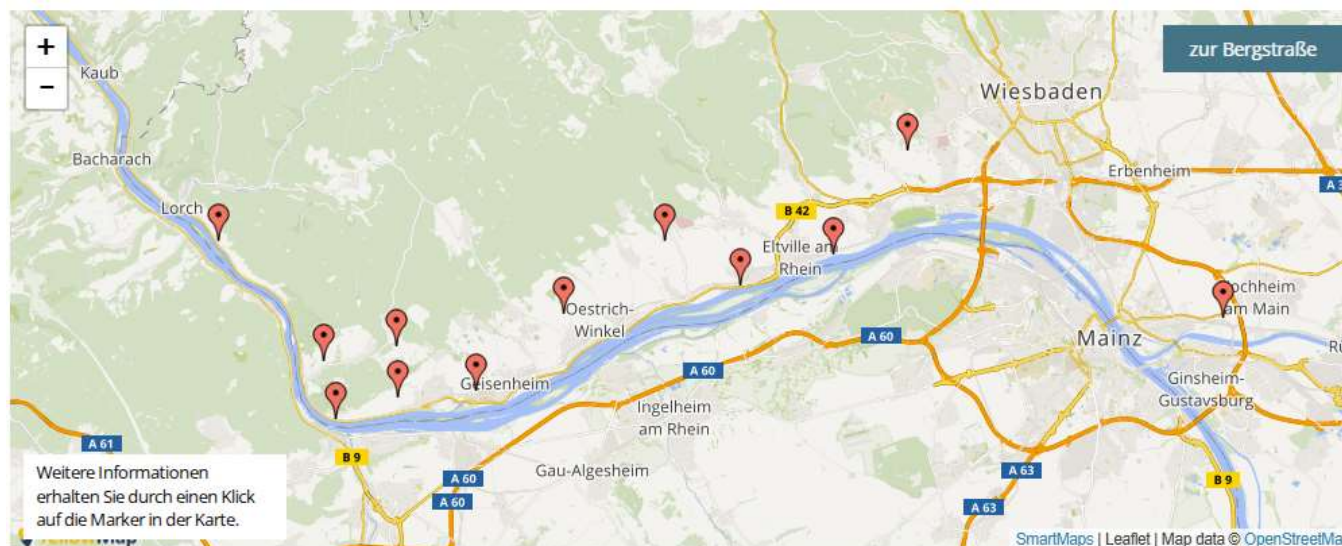 +
−
zur Bergstraße
Kaub
Wiesbaden
Bacharach
Erbenheim
Lorch
B 42
Eltville am
Rhein
Oestrich-
Winkel
am Main
A 60
Mainz
A 60
Geisenheim
Ginsheim-
Gustavsburg
Ingelheim
am Rhein
A 61
B 9
Gau-Algesheim
A 60
A 63
B 9
A 60
A 63
Weitere Informationen
erhalten Sie durch einen Klick
auf die Marker in der Karte.
SmartMaps | Leaflet | Map data © OpenStreetMa